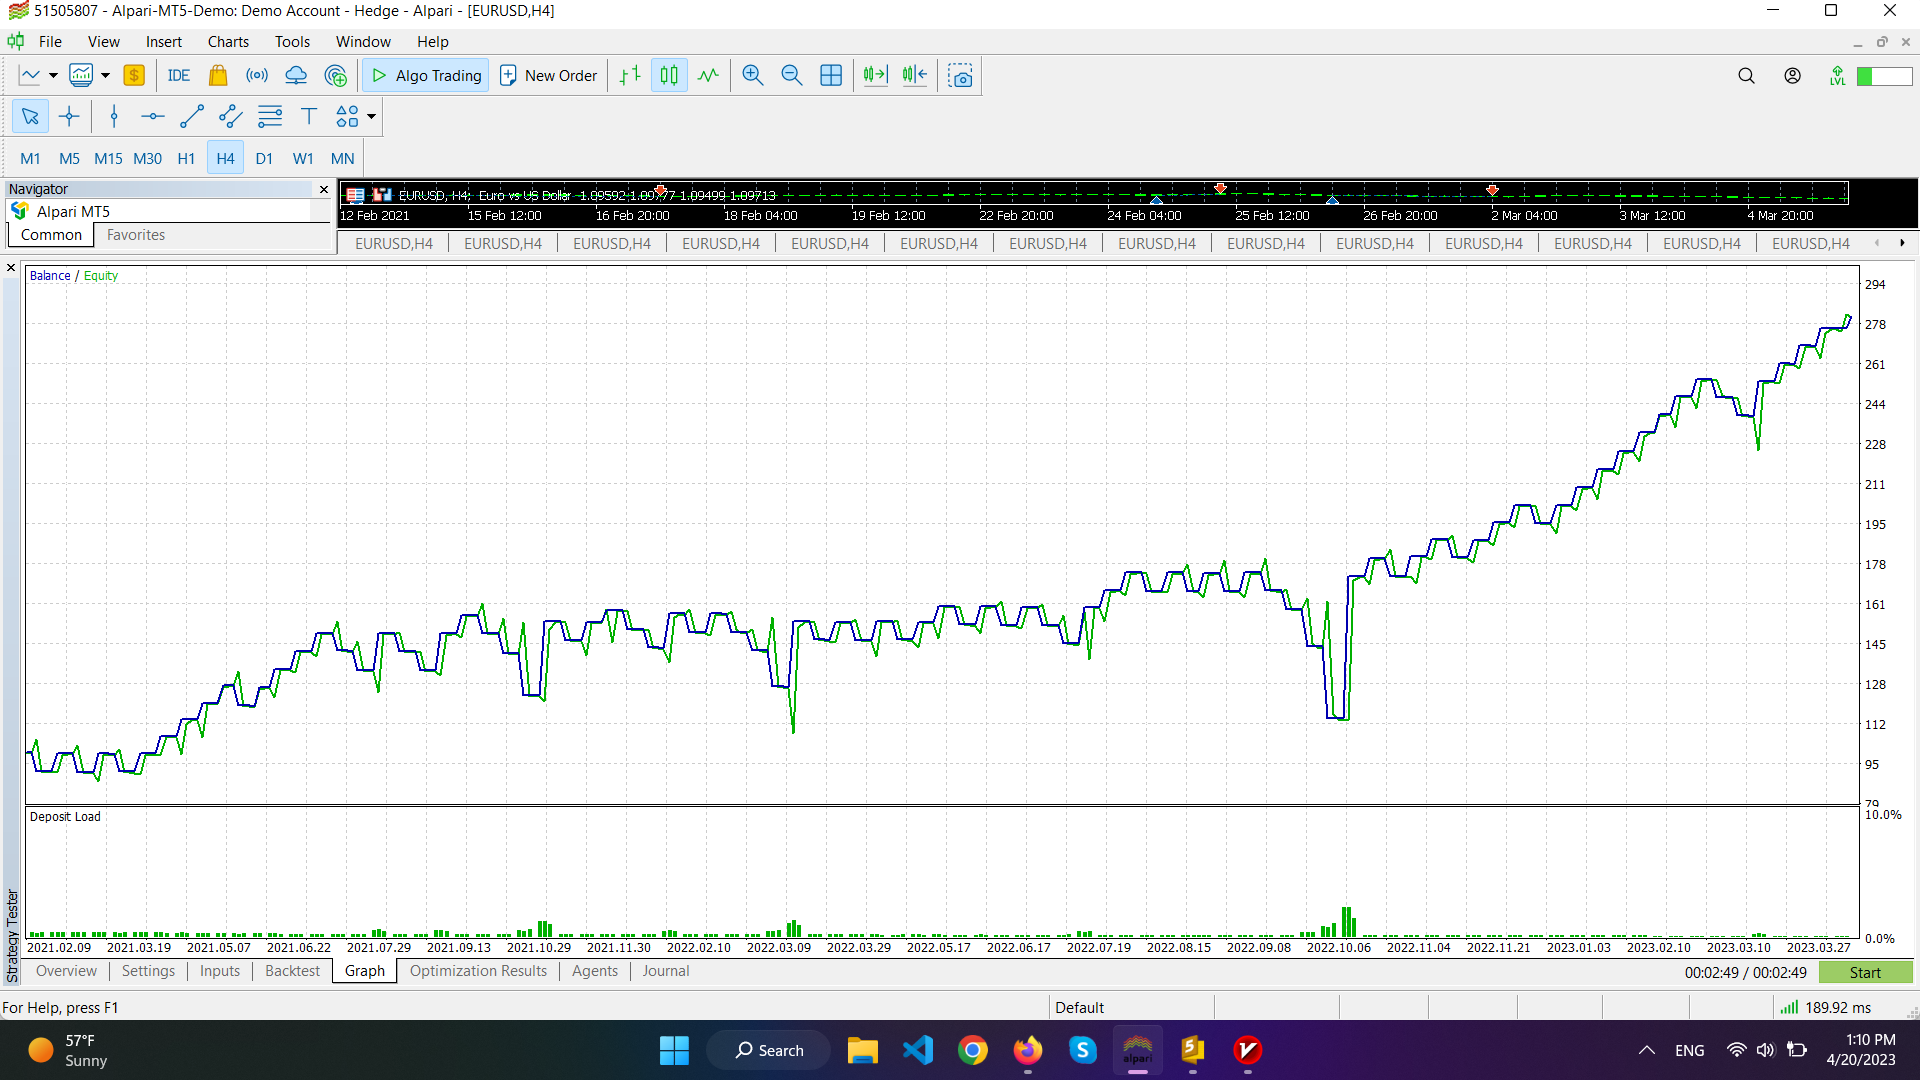 51505807 - Alpari-MT5-Demo: Demo Account - Hedge - Alpari - [EURUSD,H4]
File View Insert Charts Tools Window Help
IDE Algo Trading New Order LVL
T
M1 M5 M15 M30 H1 H4 D1 W1 MN
Navigator
Alpari MT5
Common Favorites
EURUSD, H4: Euro vs US Dollar 1.09592 1.09777 1.09499 1.09713
12 Feb 2021 15 Feb 12:00 16 Feb 20:00 18 Feb 04:00 19 Feb 12:00 22 Feb 20:00 24 Feb 04:00 25 Feb 12:00 26 Feb 20:00 2 Mar 04:00 3 Mar 12:00 4 Mar 20:00
EURUSD,H4 EURUSD,H4 EURUSD,H4 EURUSD,H4 EURUSD,H4 EURUSD,H4 EURUSD,H4 EURUSD,H4 EURUSD,H4 EURUSD,H4 EURUSD,H4 EURUSD,H4 EURUSD,H4 EURUSD,H4
Balance / Equity
294
278
261
244
228
211
195
178
161
145
128
112
95
79
Deposit Load
10.0%
0.0%
2021.02.09 2021.03.19 2021.05.07 2021.06.22 2021.07.29 2021.09.13 2021.10.29 2021.11.30 2022.02.10 2022.03.09 2022.03.29 2022.05.17 2022.06.17 2022.07.19 2022.08.15 2022.09.08 2022.10.06 2022.11.04 2022.11.21 2023.01.03 2023.02.10 2023.03.10 2023.03.27
Strategy Tester
Overview Settings Inputs Backtest Graph Optimization Results Agents Journal 00:02:49 / 00:02:49 Start
For Help, press F1 Default 189.92 ms
57°F
Sunny
Search
alpari
ENG
1:10 PM
4/20/2023